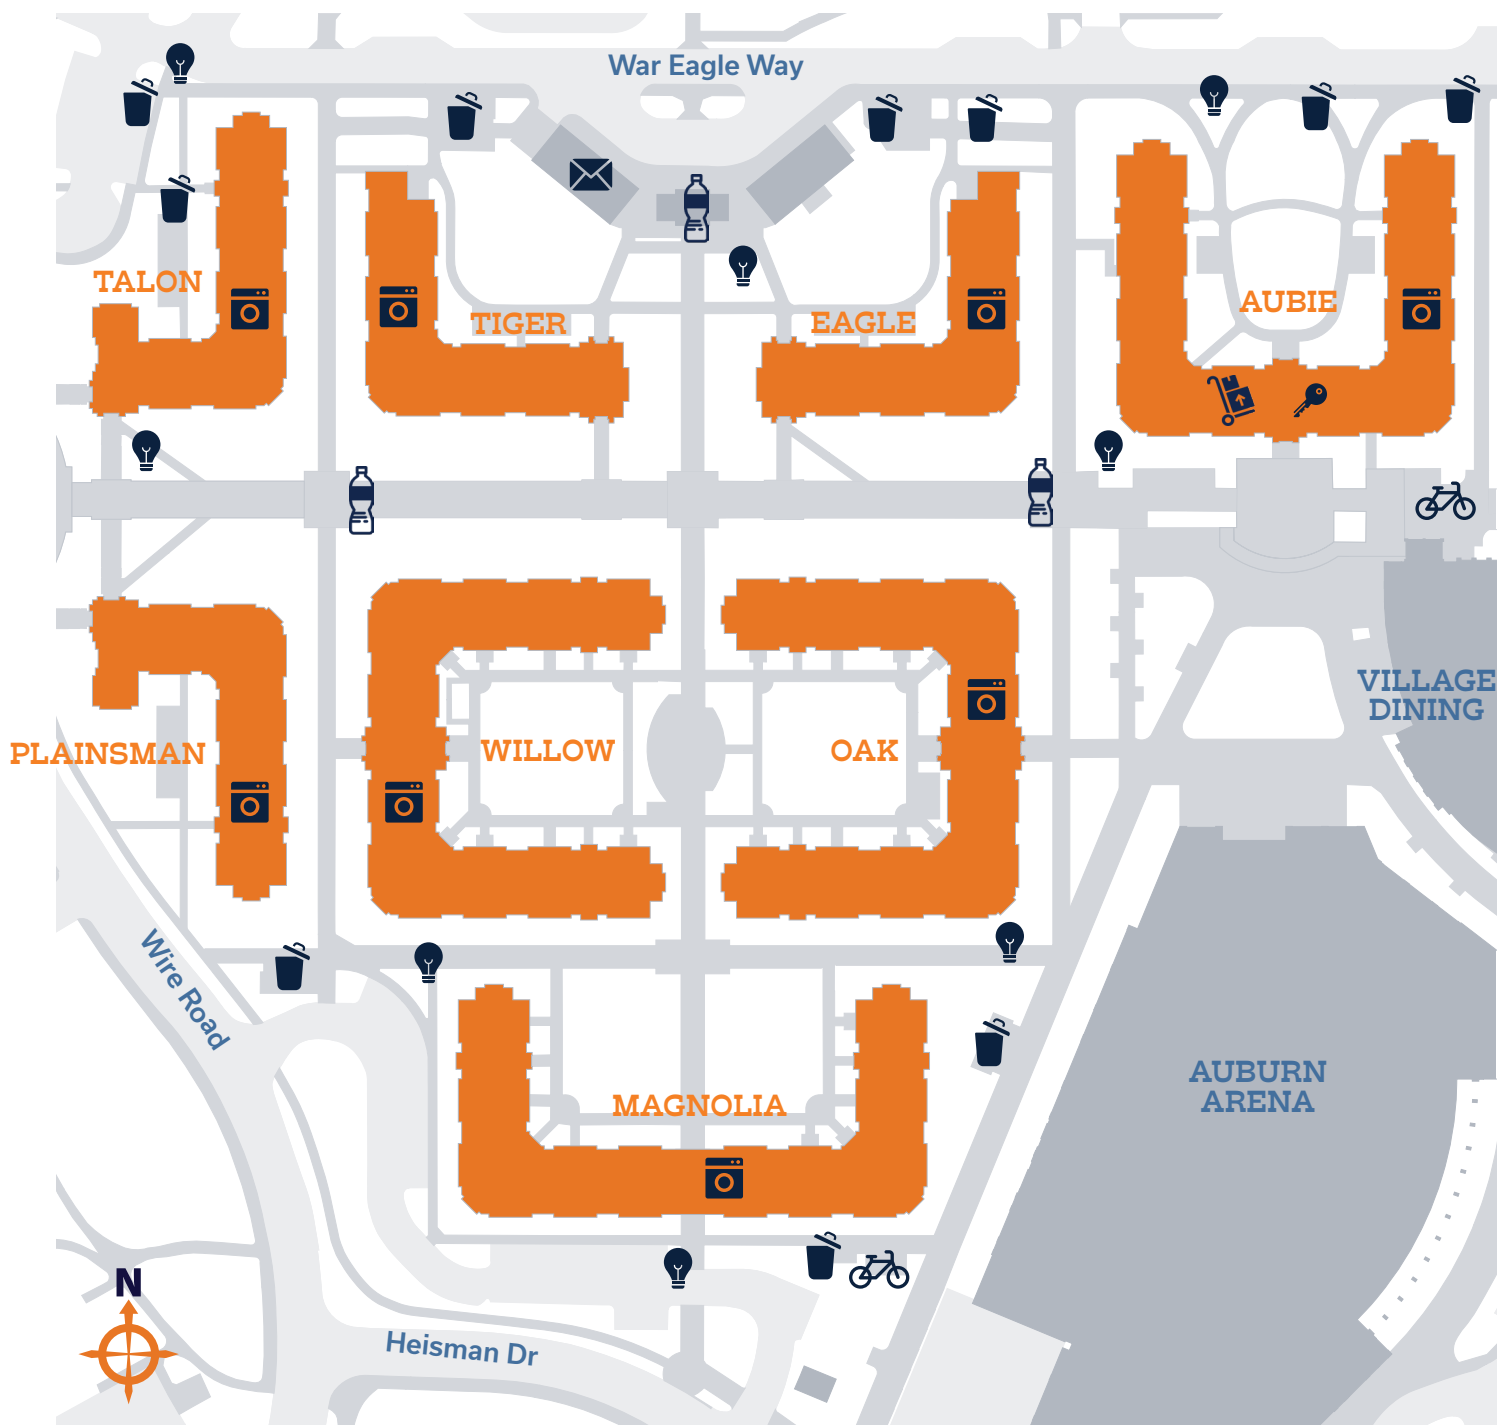 War Eagle Way
TALON
TIGER
EAGLE
AUBIE
VILLAGE
DINING
PLAINSMAN
WILLOW
OAK
Wire Road
AUBURN
ARENA
MAGNOLIA
N
Heisman Dr